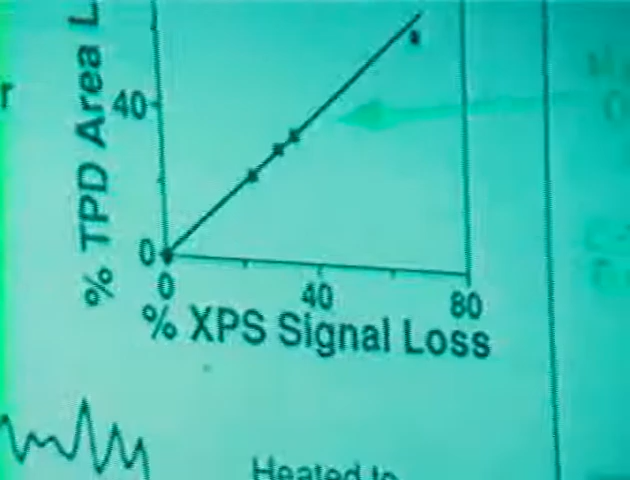 r
% TPD Area L
40
0
0 40 80
% XPS Signal Loss
Heated to